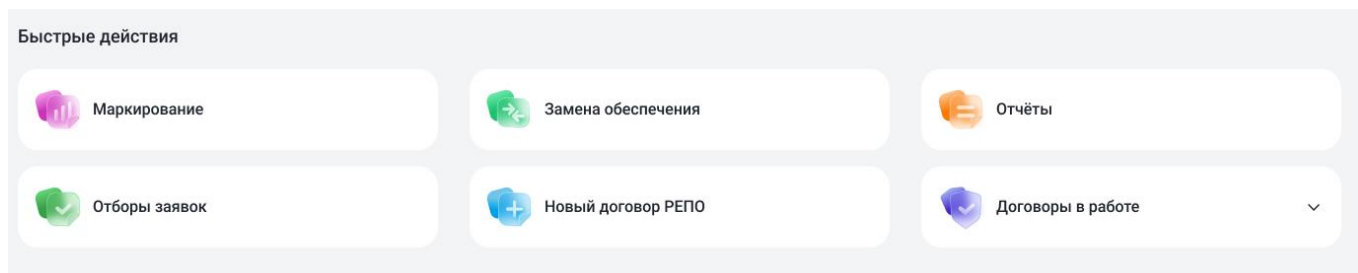 Быстрые действия
Маркирование
Замена обеспечения
Отчёты
Отборы заявок
Новый договор РЕПО
Договоры в работе